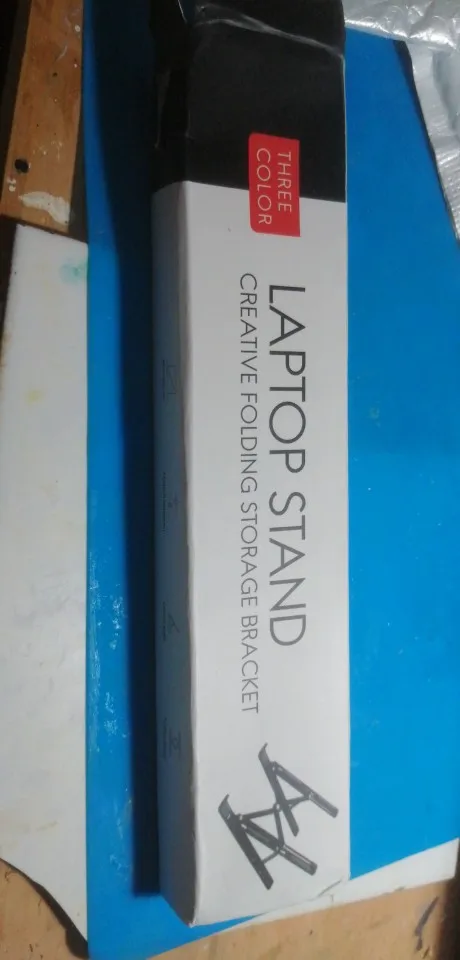 THREE
COLOR
LAPTOP STAND
CREATIVE FOLDING STORAGE BRACKET